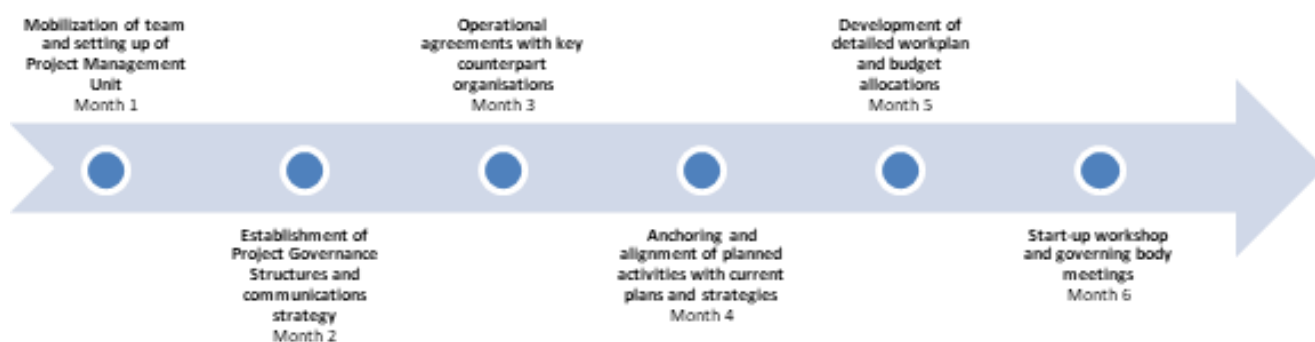 Mobilization of team
and setting up of
Project Management
Unit
Month 1
Establishment of
Project Governance
Structures and
communications
strategy
Month 2
Operational
agreements with key
counterpart
organisations
Month 3
Anchoring and
alignment of planned
activities with current
plans and strategies
Month 4
Development of
detailed workplan
and budget
allocations
Month 5
Start-up workshop
and governing body
meetings
Month 6